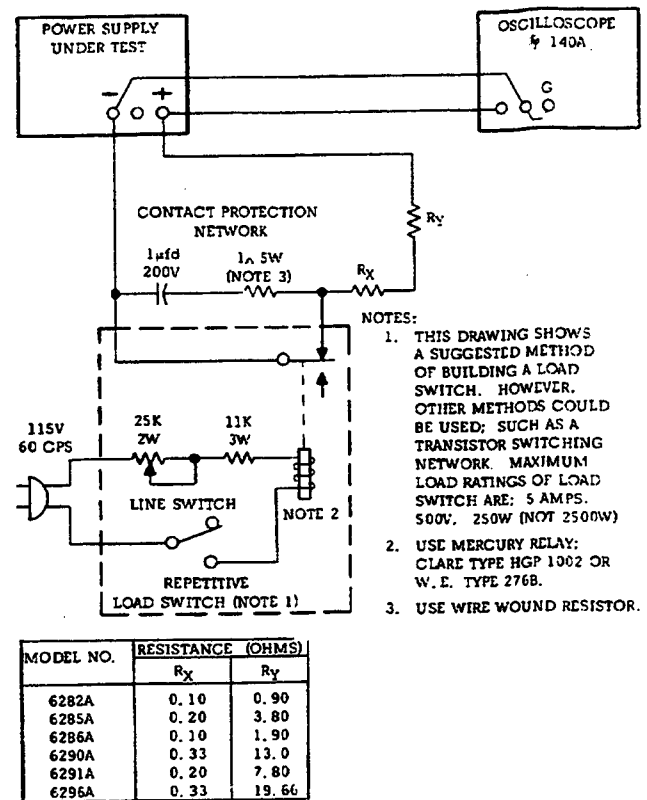 POWER SUPPLY
UNDER TEST
− +
OSCILLOSCOPE
hp 140A
G
CONTACT PROTECTION
NETWORK
1μfd
200V
1Ω 5W
(NOTE 3)
RX
RY
115V
60 CPS
25K
2W
11K
3W
LINE SWITCH
NOTE 2
REPETITIVE
LOAD SWITCH (NOTE 1)
NOTES:
1. THIS DRAWING SHOWS
A SUGGESTED METHOD
OF BUILDING A LOAD
SWITCH. HOWEVER,
OTHER METHODS COULD
BE USED; SUCH AS A
TRANSISTOR SWITCHING
NETWORK. MAXIMUM
LOAD RATINGS OF LOAD
SWITCH ARE: 5 AMPS.
500V. 250W (NOT 2500W)
2. USE MERCURY RELAY;
CLARE TYPE HGP 1002 OR
W. E. TYPE 276B.
3. USE WIRE WOUND RESISTOR.
MODEL NO. RESISTANCE (OHMS)
RX RY
6282A 0.10 0.90
6285A 0.20 3.80
6286A 0.10 1.90
6290A 0.33 13.0
6291A 0.20 7.80
6296A 0.33 19.66